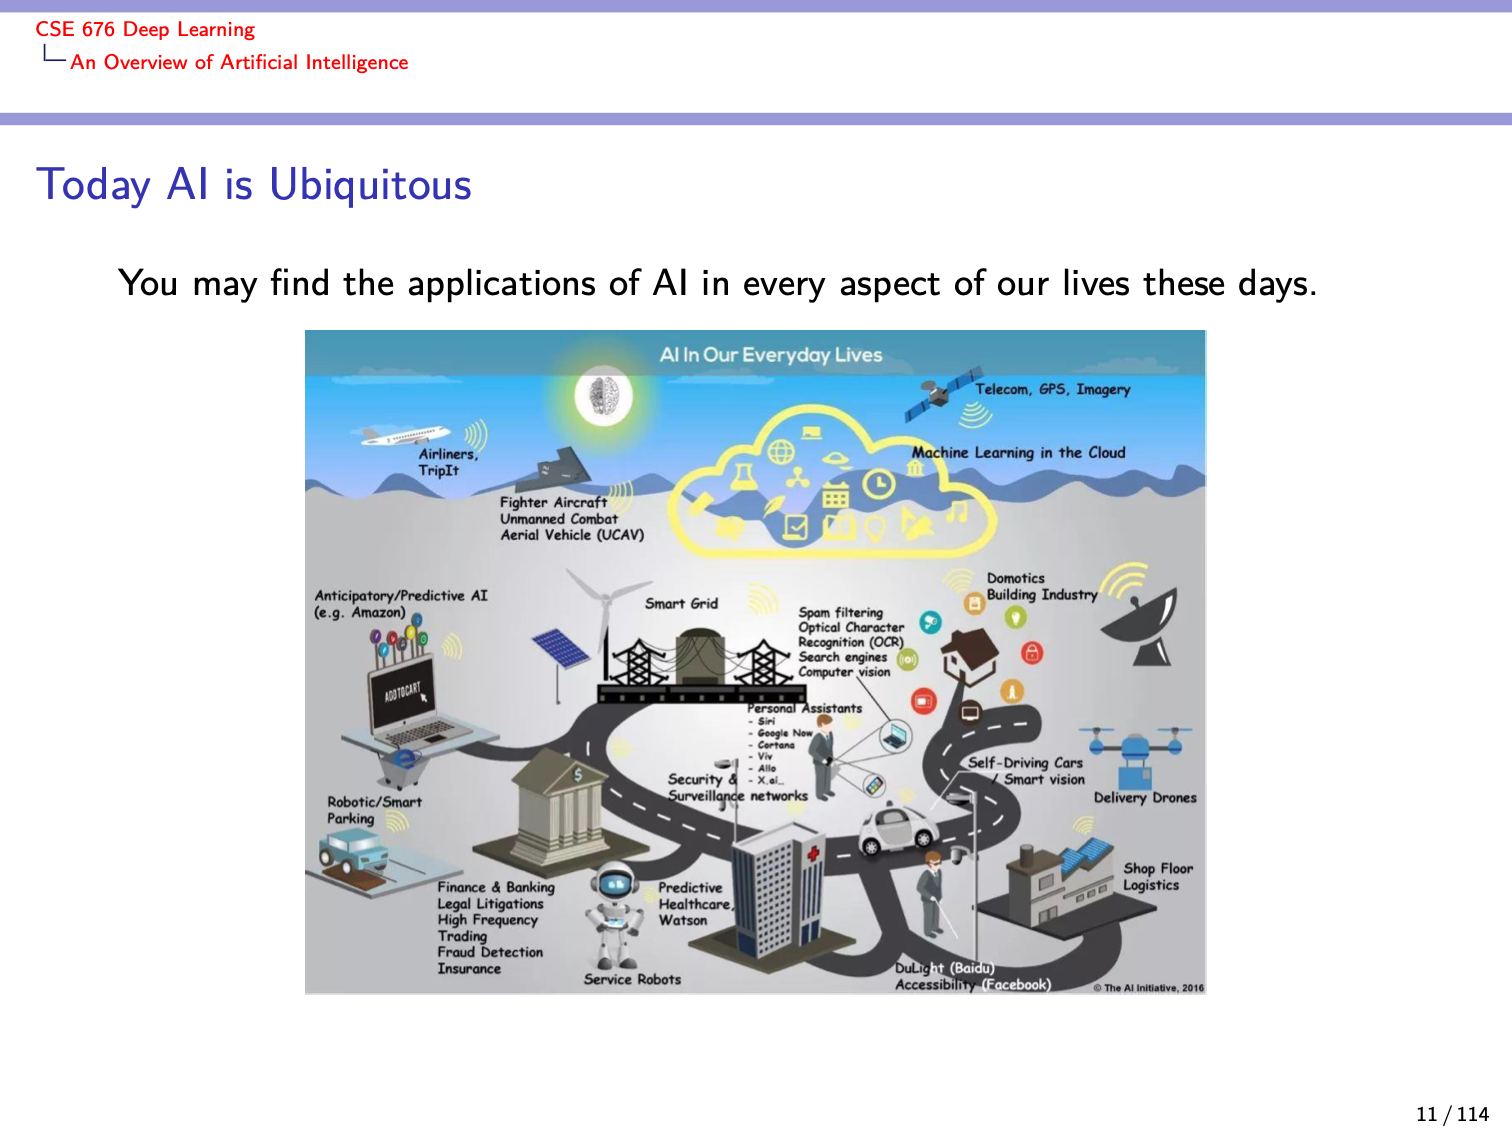 CSE 676 Deep Learning
An Overview of Artificial Intelligence
Today AI is Ubiquitous
You may find the applications of AI in every aspect of our lives these days.
AI In Our Everyday Lives
Telecom, GPS, Imagery
Airliners,
TripIt
Machine Learning in the Cloud
Fighter Aircraft
Unmanned Combat
Aerial Vehicle (UCAV)
Anticipatory/Predictive AI
(e.g. Amazon)
ADD TO CART
Smart Grid
Spam filtering
Optical Character
Recognition (OCR)
Search engines
Computer vision
Domotics
Building Industry
Personal Assistants
- Siri
- Google Now
- Cortana
- Viv
- Allo
- X.ai...
Security &
Surveillance networks
Self-Driving Cars
/ Smart vision
Delivery Drones
Robotic/Smart
Parking
$
Finance & Banking
Legal Litigations
High Frequency
Trading
Fraud Detection
Insurance
Service Robots
Predictive
Healthcare,
Watson
Shop Floor
Logistics
DuLight (Baidu)
Accessibility (Facebook)
© The AI Initiative, 2016
11 / 114